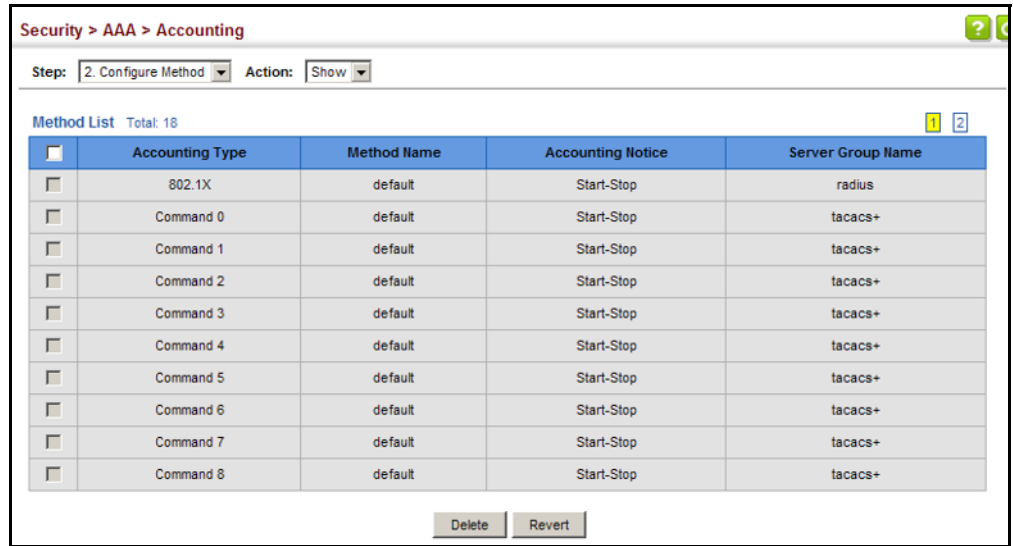 Security > AAA > Accounting
?
Step: 2. Configure Method Action: Show
Method List Total: 18 1 2
Accounting Type Method Name Accounting Notice Server Group Name
802.1X default Start-Stop radius
Command 0 default Start-Stop tacacs+
Command 1 default Start-Stop tacacs+
Command 2 default Start-Stop tacacs+
Command 3 default Start-Stop tacacs+
Command 4 default Start-Stop tacacs+
Command 5 default Start-Stop tacacs+
Command 6 default Start-Stop tacacs+
Command 7 default Start-Stop tacacs+
Command 8 default Start-Stop tacacs+
Delete Revert